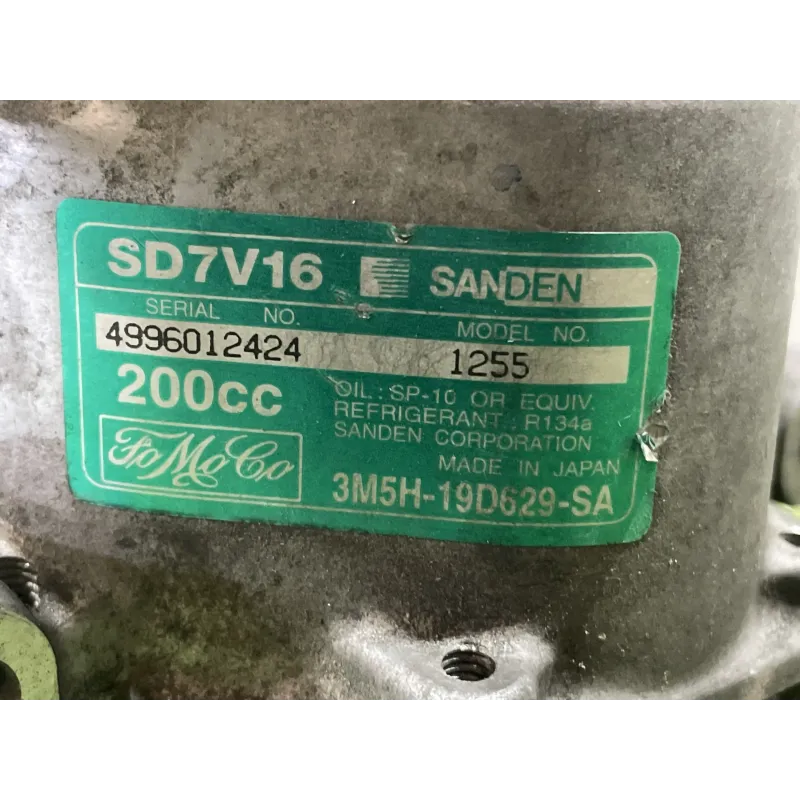 SD7V16 SANDEN
SERIAL NO. MODEL NO.
4996012424 1255
200cc
OIL: SP-10 OR EQUIV.
REFRIGERANT: R134a
SANDEN CORPORATION
MADE IN JAPAN
FoMoCo 3M5H-19D629-SA